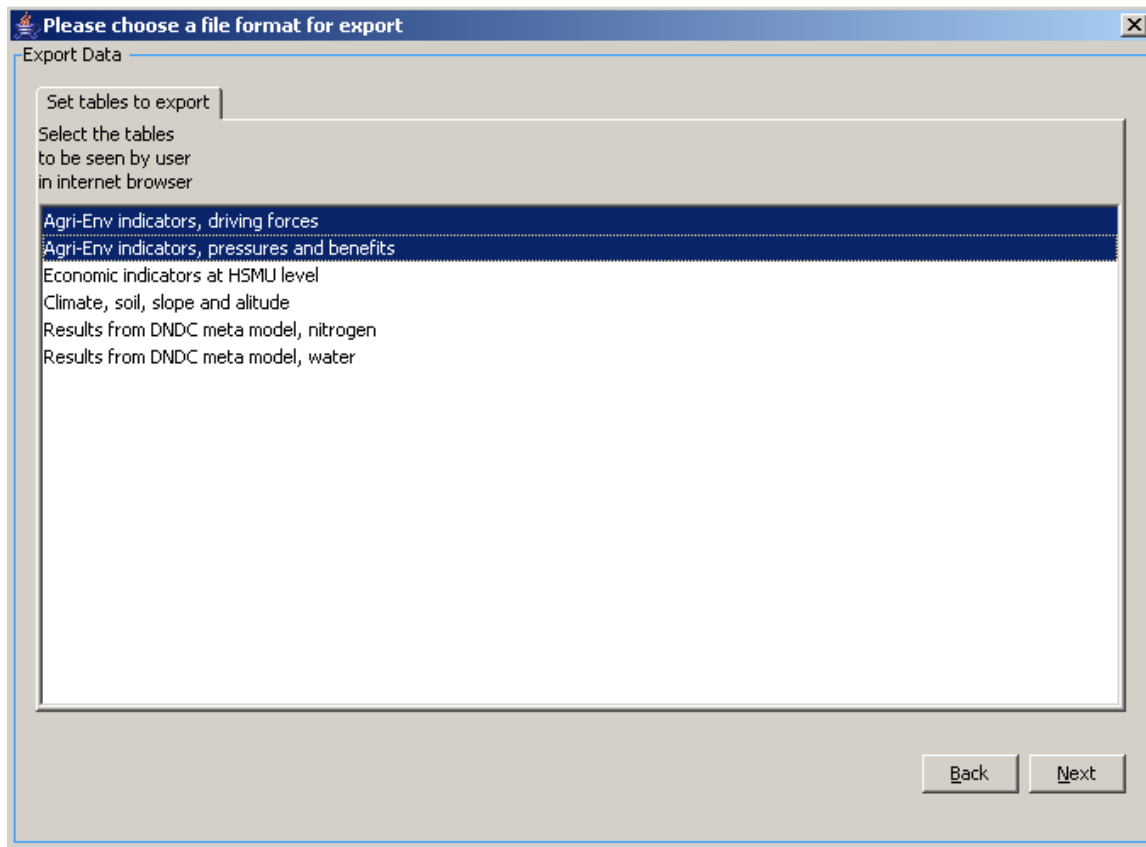 Please choose a file format for export
Export Data
Set tables to export
Select the tables
to be seen by user
in internet browser
Agri-Env indicators, driving forces
Agri-Env indicators, pressures and benefits
Economic indicators at HSMU level
Climate, soil, slope and alitude
Results from DNDC meta model, nitrogen
Results from DNDC meta model, water
Back Next